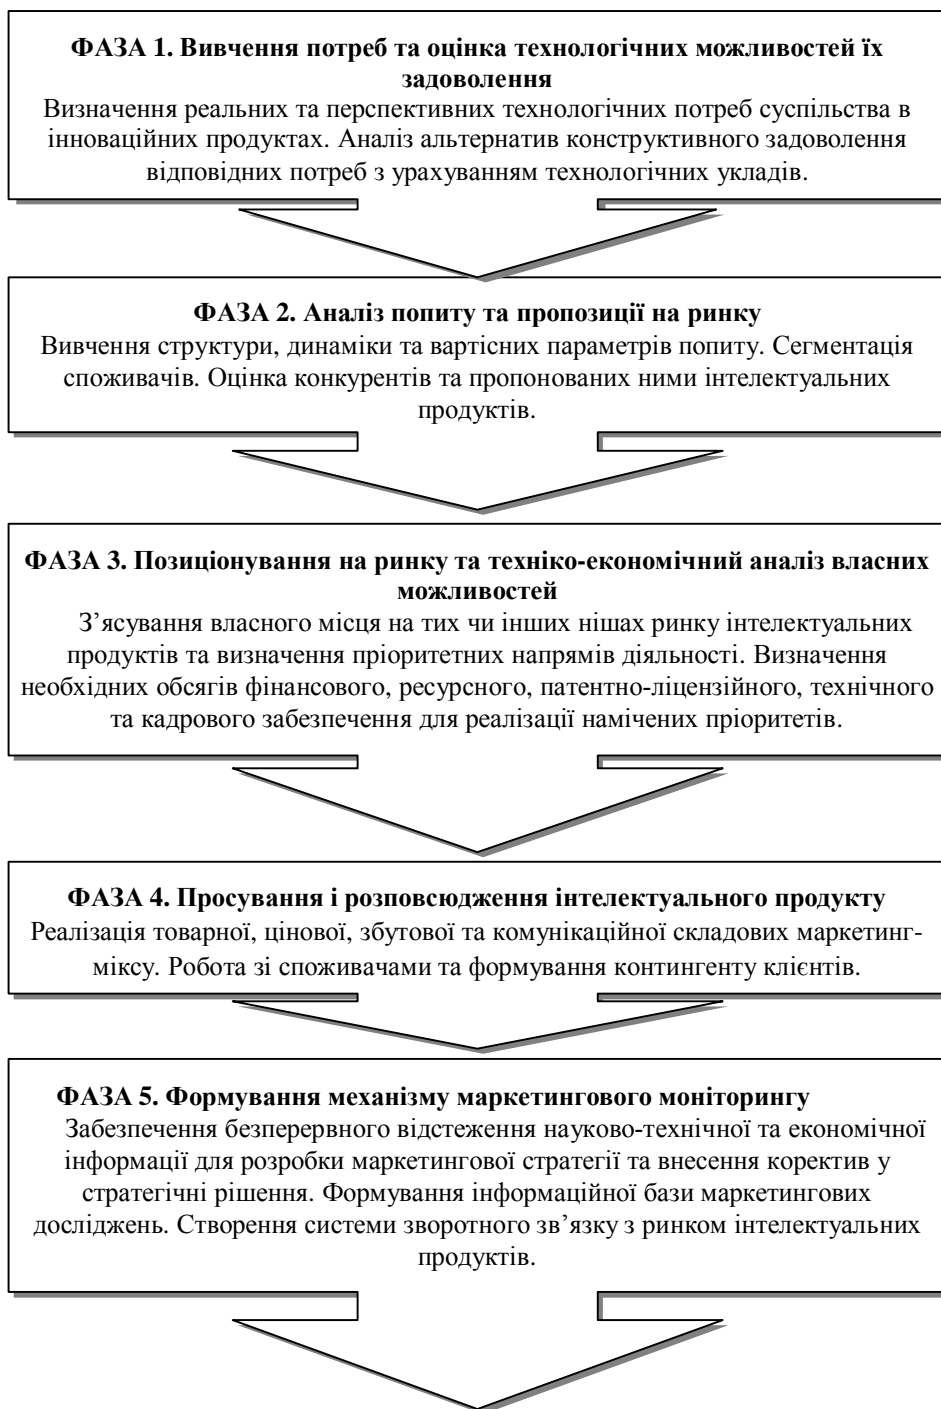 ФАЗА 1. Вивчення потреб та оцінка технологічних можливостей їх
задоволення
Визначення реальних та перспективних технологічних потреб суспільства в
інноваційних продуктах. Аналіз альтернатив конструктивного задоволення
відповідних потреб з урахуванням технологічних укладів.
ФАЗА 2. Аналіз попиту та пропозиції на ринку
Вивчення структури, динаміки та вартісних параметрів попиту. Сегментація
споживачів. Оцінка конкурентів та пропонованих ними інтелектуальних
продуктів.
ФАЗА 3. Позиціонування на ринку та техніко-економічний аналіз власних
можливостей
З’ясування власного місця на тих чи інших нішах ринку інтелектуальних
продуктів та визначення пріоритетних напрямів діяльності. Визначення
необхідних обсягів фінансового, ресурсного, патентно-ліцензійного, технічного
та кадрового забезпечення для реалізації намічених пріоритетів.
ФАЗА 4. Просування і розповсюдження інтелектуального продукту
Реалізація товарної, цінової, збутової та комунікаційної складових маркетинг-
міксу. Робота зі споживачами та формування контингенту клієнтів.
ФАЗА 5. Формування механізму маркетингового моніторингу
Забезпечення безперервного відстеження науково-технічної та економічної
інформації для розробки маркетингової стратегії та внесення коректив у
стратегічні рішення. Формування інформаційної бази маркетингових
досліджень. Створення системи зворотного зв’язку з ринком інтелектуальних
продуктів.